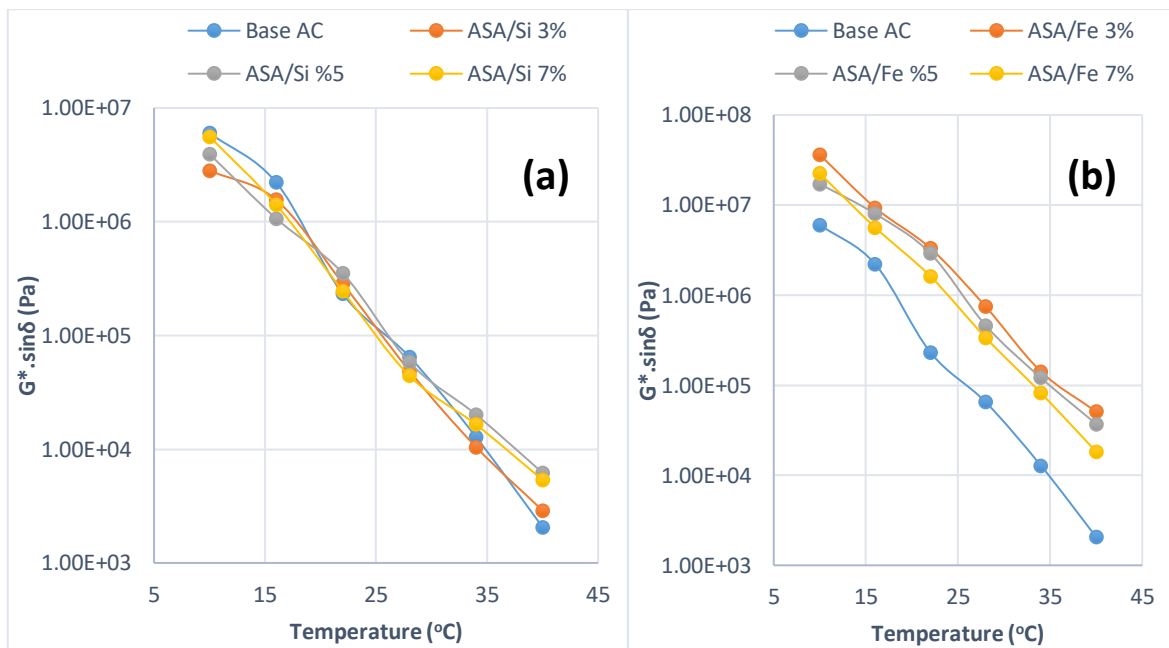 Base AC ASA/Si 3%
ASA/Si %5 ASA/Si 7%
1.00E+07
1.00E+06
1.00E+05
1.00E+04
1.00E+03
G*.sinδ (Pa)
(a)
5 15 25 35 45
Temperature (ºC)
Base AC ASA/Fe 3%
ASA/Fe %5 ASA/Fe 7%
1.00E+08
1.00E+07
1.00E+06
1.00E+05
1.00E+04
1.00E+03
G*.sinδ (Pa)
(b)
5 15 25 35 45
Temperature (ºC)